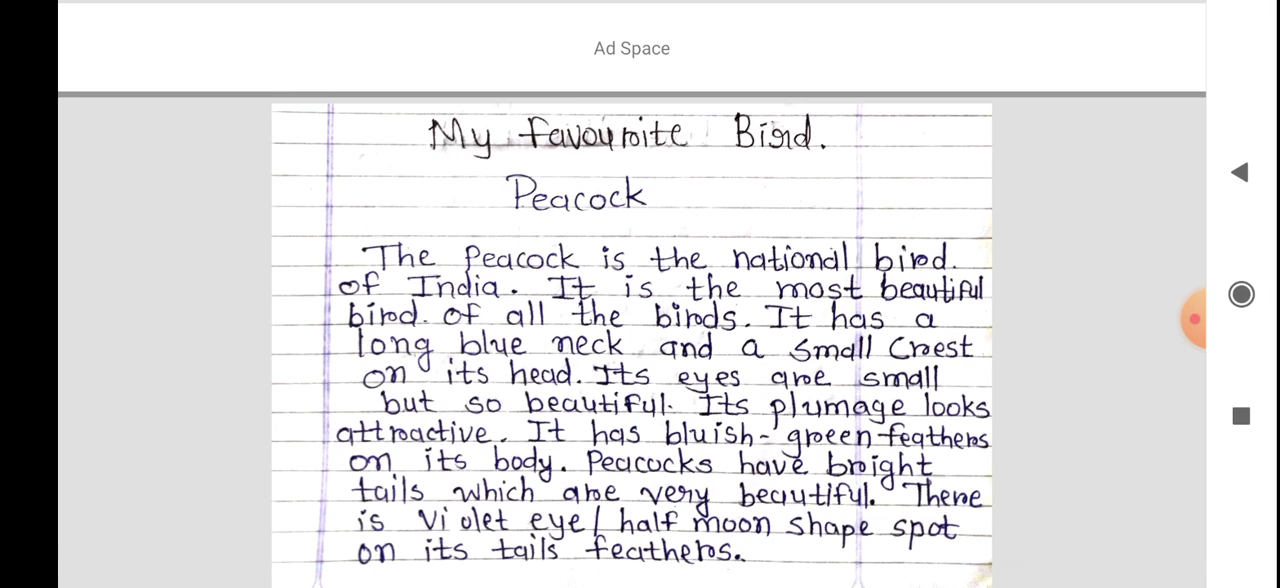 Ad Space
My favourite Bird.
Peacock
The Peacock is the national bird.
of India. It is the most beautiful
bird. of all the birds. It has a
long blue neck and a small Crest
on its head. Its eyes are small
but so beautiful. Its plumage looks
attractive. It has bluish-green-feathers
on its body. Peacocks have bright
tails which are very beautiful. There
is violet eye/half moon shape spot
on its tails feathers.